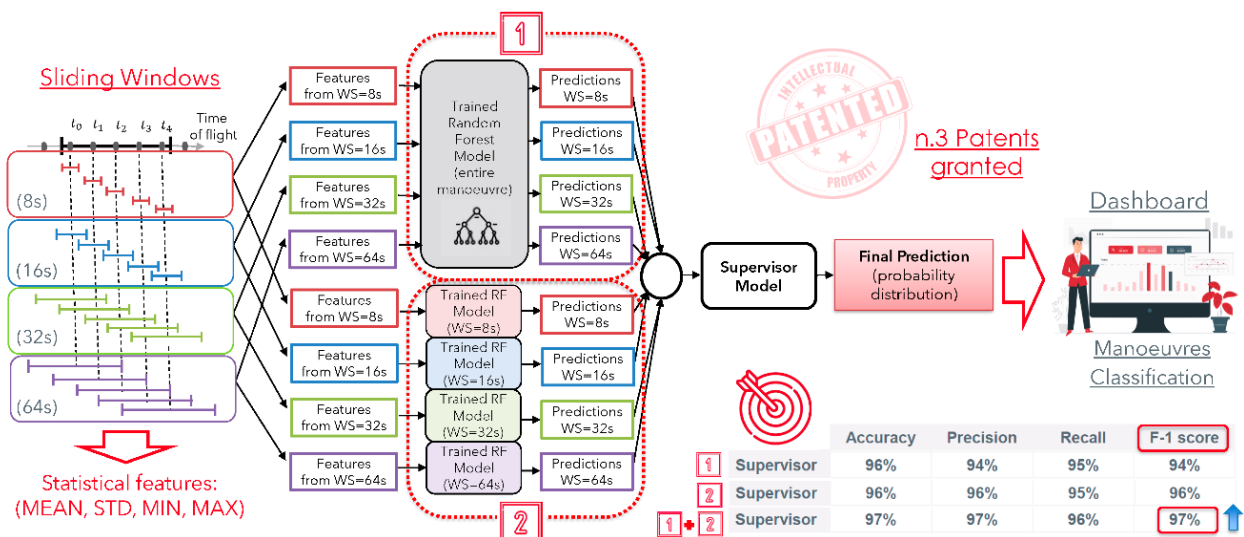 Sliding Windows
t0 t1 t2 t3 t4
Time
of flight
(8s)
(16s)
(32s)
(64s)
Statistical features:
(MEAN, STD, MIN, MAX)
Features
from WS=8s
Features
from WS=16s
Features
from WS=32s
Features
from WS=64s
Features
from WS=8s
Features
from WS=16s
Features
from WS=32s
Features
from WS=64s
1
Trained
Random
Forest
Model
(entire
manoeuvre)
Trained RF
Model
(WS=8s)
Trained RF
Model
(WS=16s)
Trained RF
Model
(WS=32s)
Trained RF
Model
(WS=64s)
2
Predictions
WS=8s
Predictions
WS=16s
Predictions
WS=32s
Predictions
WS=64s
Predictions
WS=8s
Predictions
WS=16s
Predictions
WS=32s
Predictions
WS=64s
Supervisor
Model
Final Prediction
(probability
distribution)
INTELLECTUAL
PATENTED
PROPERTY
n.3 Patents
granted
Dashboard
Manoeuvres
Classification
Accuracy Precision Recall F-1 score
1 Supervisor 96% 94% 95% 94%
2 Supervisor 96% 96% 95% 96%
1 + 2 Supervisor 97% 97% 96% 97%